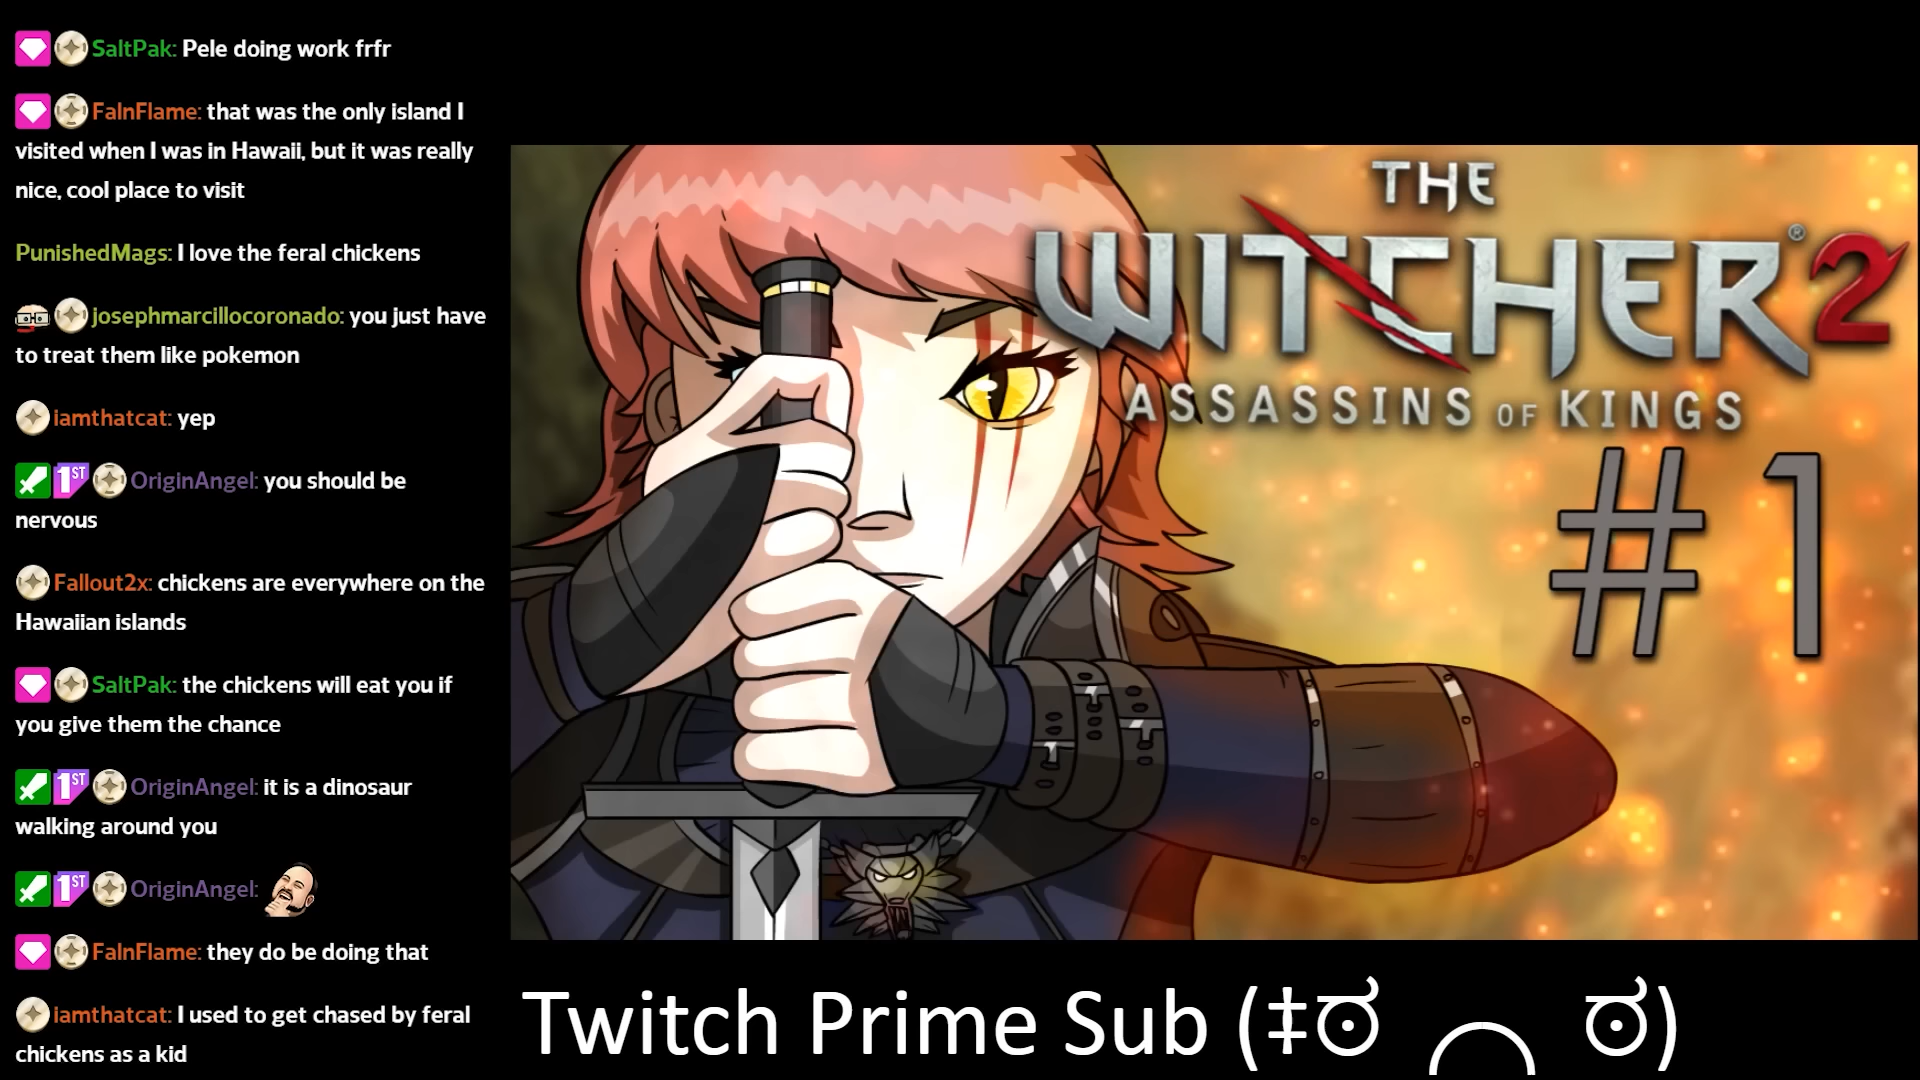 SaltPak: Pele doing work frfr
FalnFlame: that was the only island I
visited when I was in Hawaii, but it was really
nice, cool place to visit
PunishedMags: I love the feral chickens
josephmarcillocoronado: you just have
to treat them like pokemon
iamthatcat: yep
1ST OriginAngel: you should be
nervous
Fallout2x: chickens are everywhere on the
Hawaiian islands
SaltPak: the chickens will eat you if
you give them the chance
1ST OriginAngel: it is a dinosaur
walking around you
1ST OriginAngel:
FalnFlame: they do be doing that
iamthatcat: I used to get chased by feral
chickens as a kid
THE
WITCHER® 2
ASSASSINS OF KINGS
#1
Twitch Prime Sub (‡ಠ ︵ ಠ)